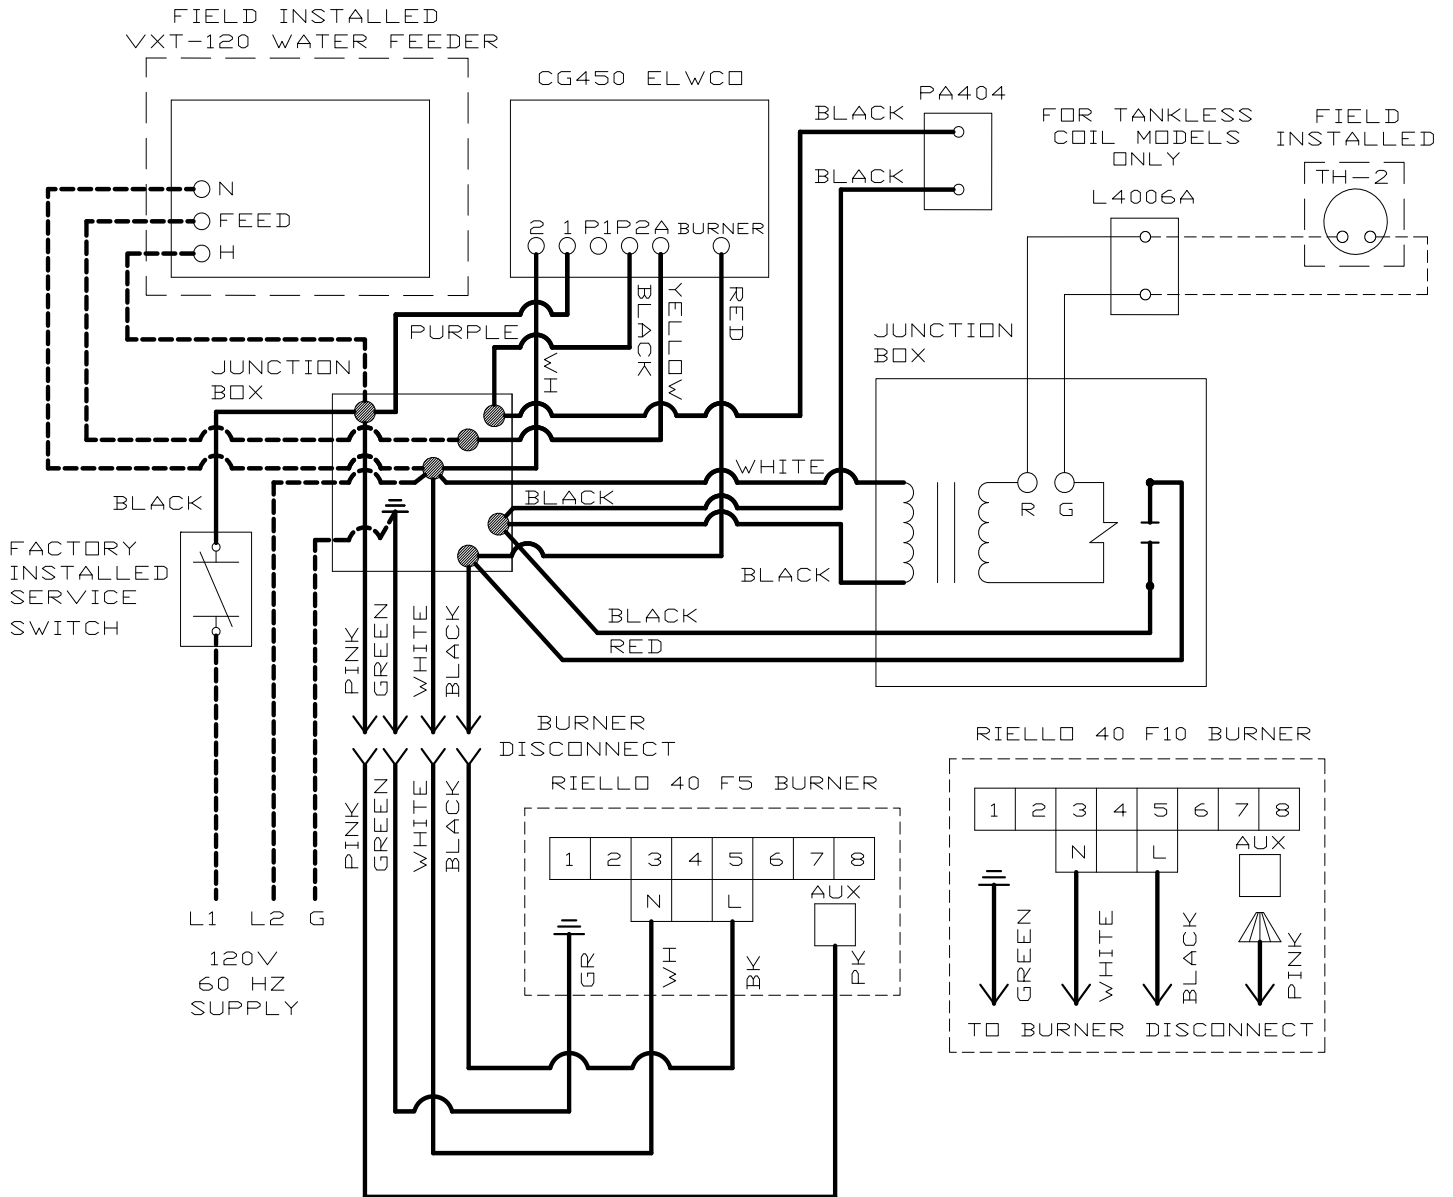 FIELD INSTALLED
VXT-120 WATER FEEDER
N
FEED
H
CG450 ELWCO
2 1 P1 P2 A BURNER
PA404
BLACK
BLACK
FOR TANKLESS
COIL MODELS
ONLY
L4006A
FIELD
INSTALLED
TH-2
PURPLE
WH
BLACK
YELLOW
RED
JUNCTION
BOX
JUNCTION
BOX
BLACK
WHITE
BLACK
BLACK
R G
BLACK
RED
FACTORY
INSTALLED
SERVICE
SWITCH
PINK
GREEN
WHITE
BLACK
BURNER
DISCONNECT
PINK
GREEN
WHITE
BLACK
L1 L2 G
120V
60 HZ
SUPPLY
RIELLO 40 F5 BURNER
1 2 3 4 5 6 7 8
N L
AUX
GR
WH
BK
PK
RIELLO 40 F10 BURNER
1 2 3 4 5 6 7 8
N L
AUX
GREEN
WHITE
BLACK
PINK
TO BURNER DISCONNECT